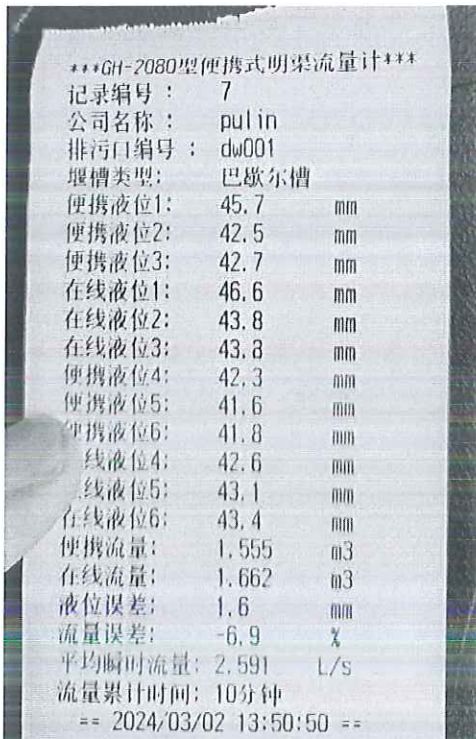 ***GH-2080型便携式明渠流量计***
记录编号： 7
公司名称： pulin
排污口编号： dw001
堰槽类型： 巴歇尔槽
便携液位1： 45.7 mm
便携液位2： 42.5 mm
便携液位3： 42.7 mm
在线液位1： 46.6 mm
在线液位2： 43.8 mm
在线液位3： 43.8 mm
便携液位4： 42.3 mm
便携液位5： 41.6 mm
便携液位6： 41.8 mm
线液位4： 42.6 mm
线液位5： 43.1 mm
在线液位6： 43.4 mm
便携流量： 1.555 m3
在线流量： 1.662 m3
液位误差： 1.6 mm
流量误差： -6.9 %
平均瞬时流量： 2.591 L/s
流量累计时间： 10分钟
== 2024/03/02 13:50:50 ==